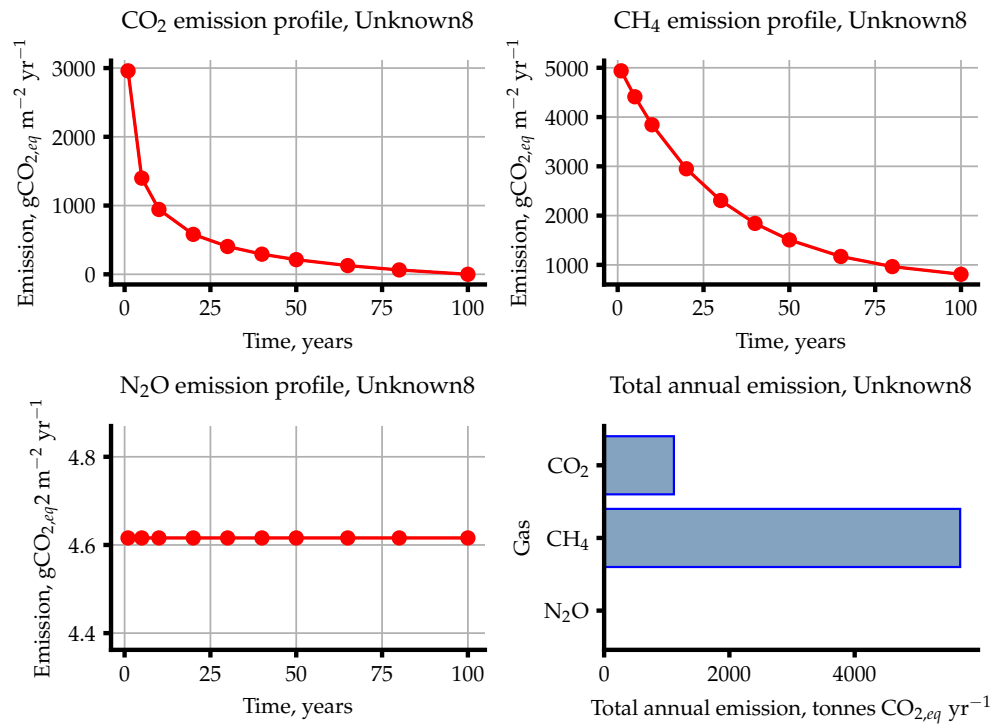 CO₂ emission profile, Unknown8
Emission, gCO₂,eq m⁻² yr⁻¹
3000
2000
1000
0
0 25 50 75 100
Time, years
CH₄ emission profile, Unknown8
Emission, gCO₂,eq m⁻² yr⁻¹
5000
4000
3000
2000
1000
0 25 50 75 100
Time, years
N₂O emission profile, Unknown8
Emission, gCO₂,eq2 m⁻² yr⁻¹
4.8
4.6
4.4
0 25 50 75 100
Time, years
Total annual emission, Unknown8
Gas
CO₂
CH₄
N₂O
0 2000 4000
Total annual emission, tonnes CO₂,eq yr⁻¹